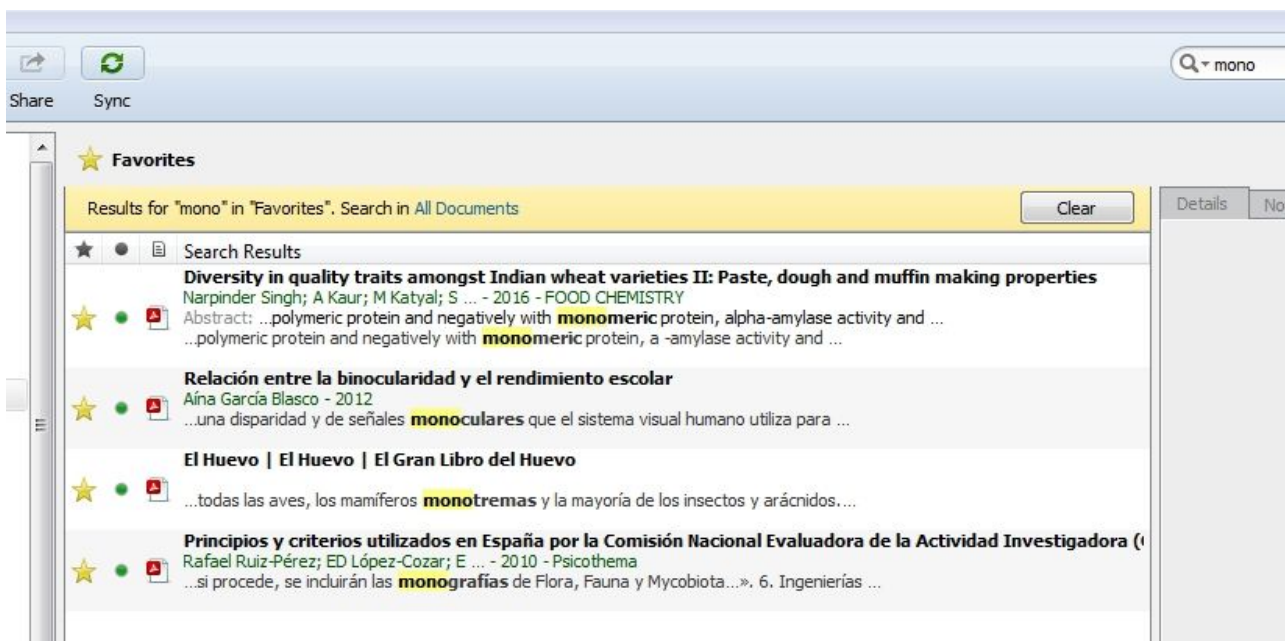 mono
Share Sync
Favorites
Results for "mono" in "Favorites". Search in All Documents
Clear
Details
No
Search Results
Diversity in quality traits amongst Indian wheat varieties II: Paste, dough and muffin making properties
Narpinder Singh; A Kaur; M Katyal; S ... - 2016 - FOOD CHEMISTRY
Abstract: ...polymeric protein and negatively with monomeric protein, alpha-amylase activity and ...
...polymeric protein and negatively with monomeric protein, a -amylase activity and ...
Relación entre la binocularidad y el rendimiento escolar
Aína García Blasco - 2012
...una disparidad y de señales monoculares que el sistema visual humano utiliza para ...
El Huevo | El Huevo | El Gran Libro del Huevo
...todas las aves, los mamíferos monotremas y la mayoría de los insectos y arácnidos....
Principios y criterios utilizados en España por la Comisión Nacional Evaluadora de la Actividad Investigadora (
Rafael Ruiz-Pérez; ED López-Cozar; E ... - 2010 - Psicothema
...si procede, se incluirán las monografías de Flora, Fauna y Mycobiota...». 6. Ingenierías ...